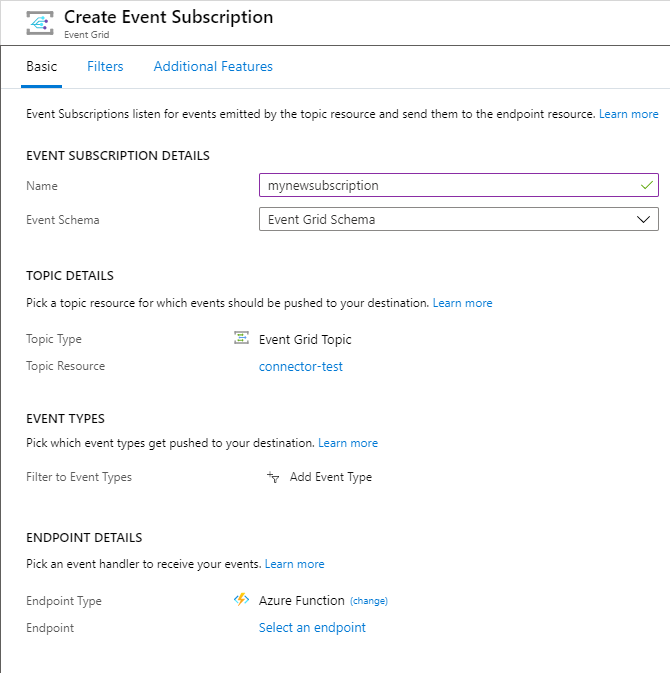 Create Event Subscription
Event Grid
Basic Filters Additional Features
Event Subscriptions listen for events emitted by the topic resource and send them to the endpoint resource. Learn more
EVENT SUBSCRIPTION DETAILS
Name mynewsubscription
Event Schema Event Grid Schema
TOPIC DETAILS
Pick a topic resource for which events should be pushed to your destination. Learn more
Topic Type Event Grid Topic
Topic Resource connector-test
EVENT TYPES
Pick which event types get pushed to your destination. Learn more
Filter to Event Types Add Event Type
ENDPOINT DETAILS
Pick an event handler to receive your events. Learn more
Endpoint Type Azure Function (change)
Endpoint Select an endpoint